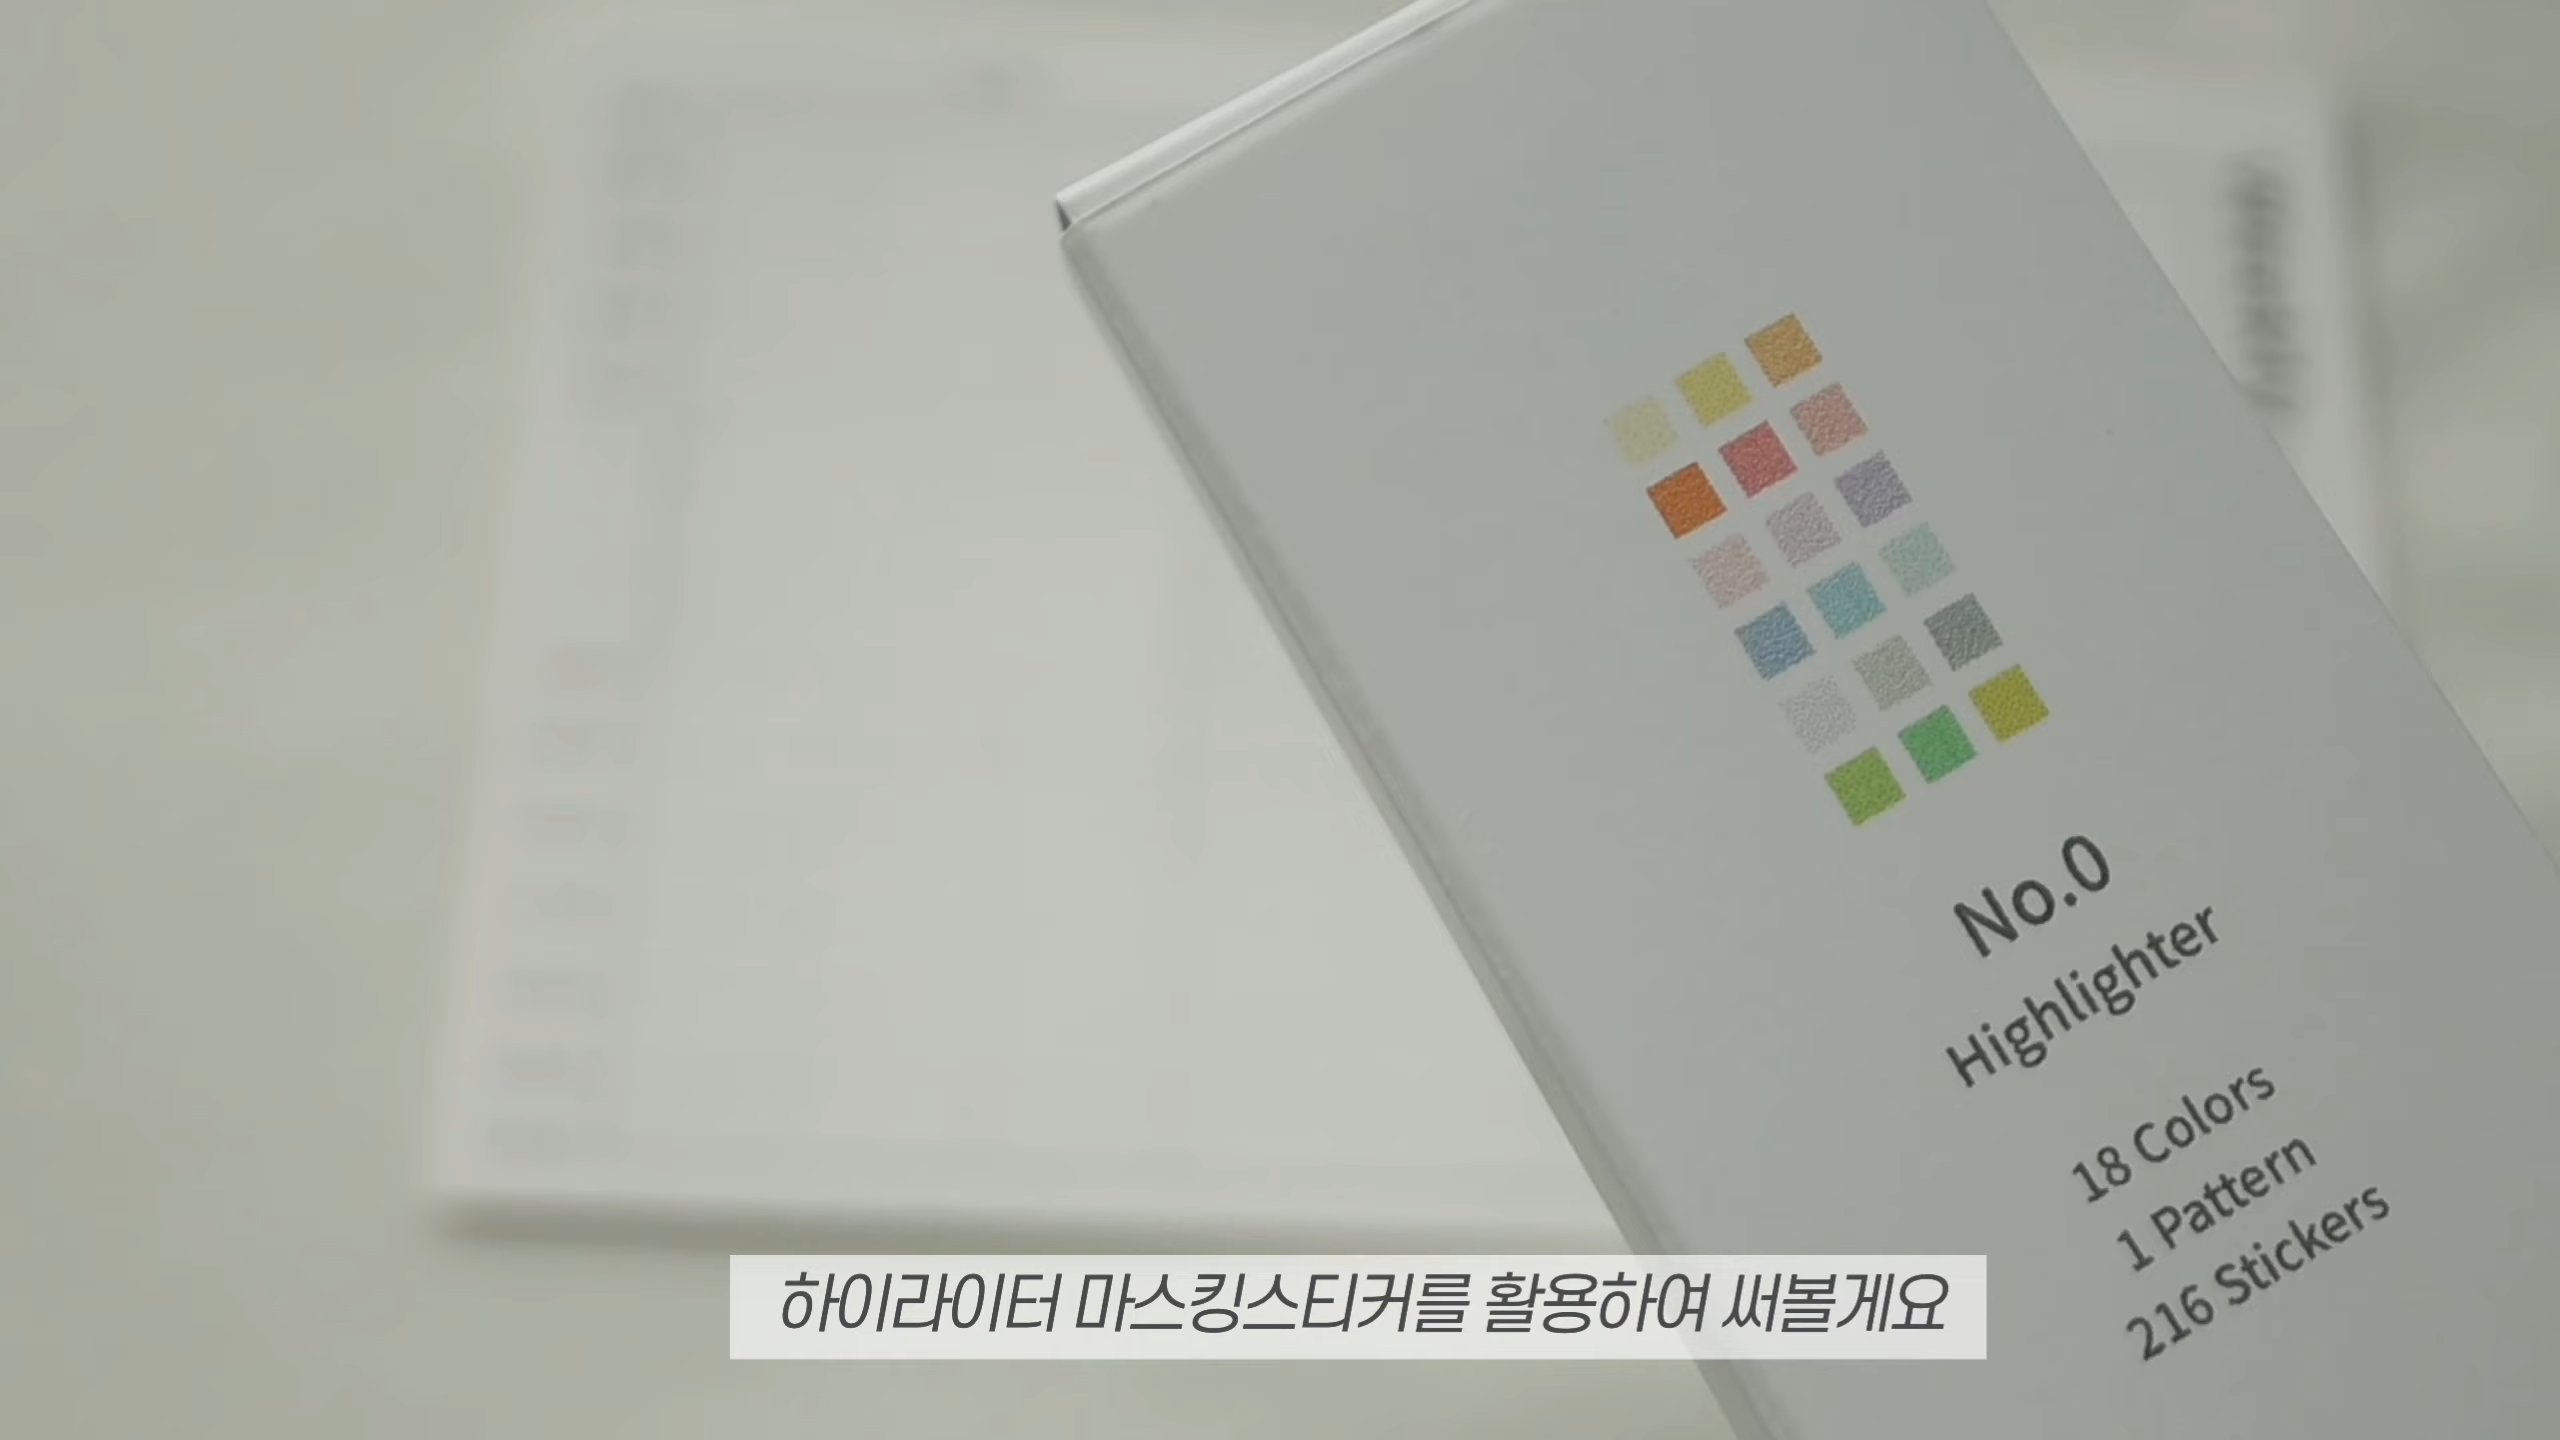 No.0
Highlighter
18 Colors
1 Pattern
216 Stickers
하이라이터 마스킹스티커를 활용하여 써볼게요